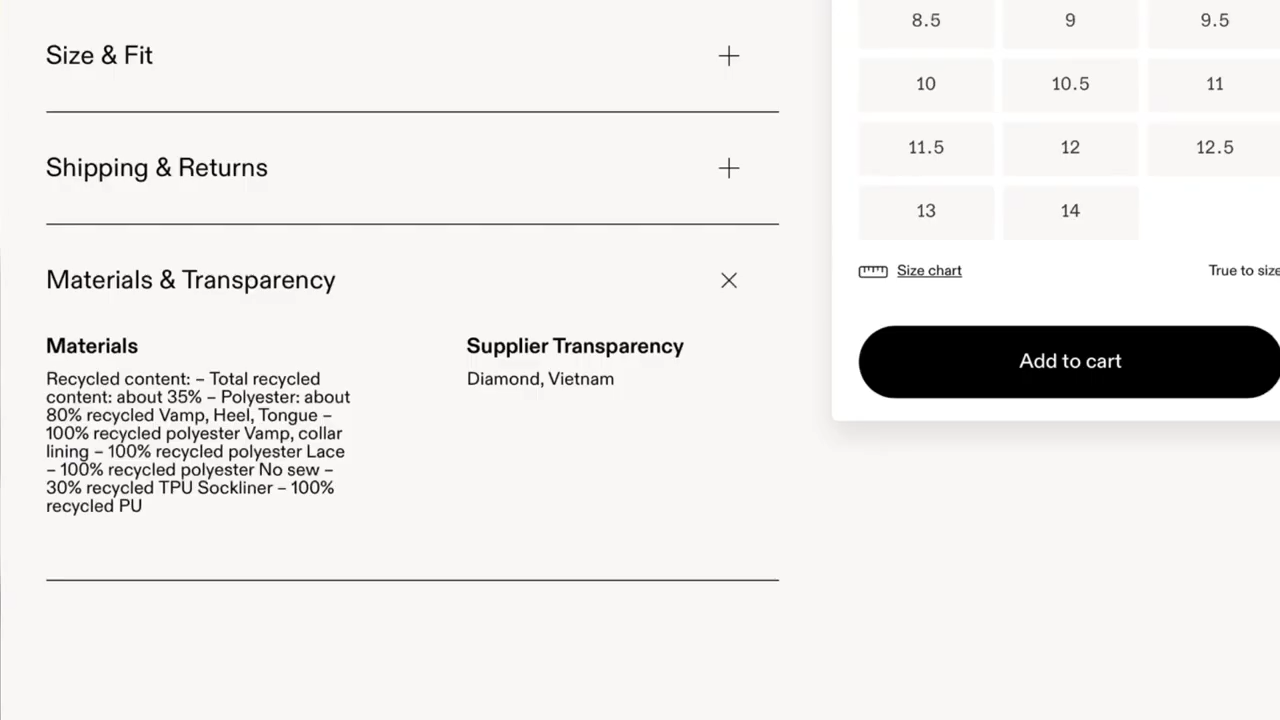 Size & Fit
Shipping & Returns
Materials & Transparency
Materials
Recycled content: – Total recycled
content: about 35% – Polyester: about
80% recycled Vamp, Heel, Tongue –
100% recycled polyester Vamp, collar
lining – 100% recycled polyester Lace
– 100% recycled polyester No sew –
30% recycled TPU Sockliner – 100%
recycled PU
Supplier Transparency
Diamond, Vietnam
8.5
9
9.5
10
10.5
11
11.5
12
12.5
13
14
Size chart
True to size
Add to cart